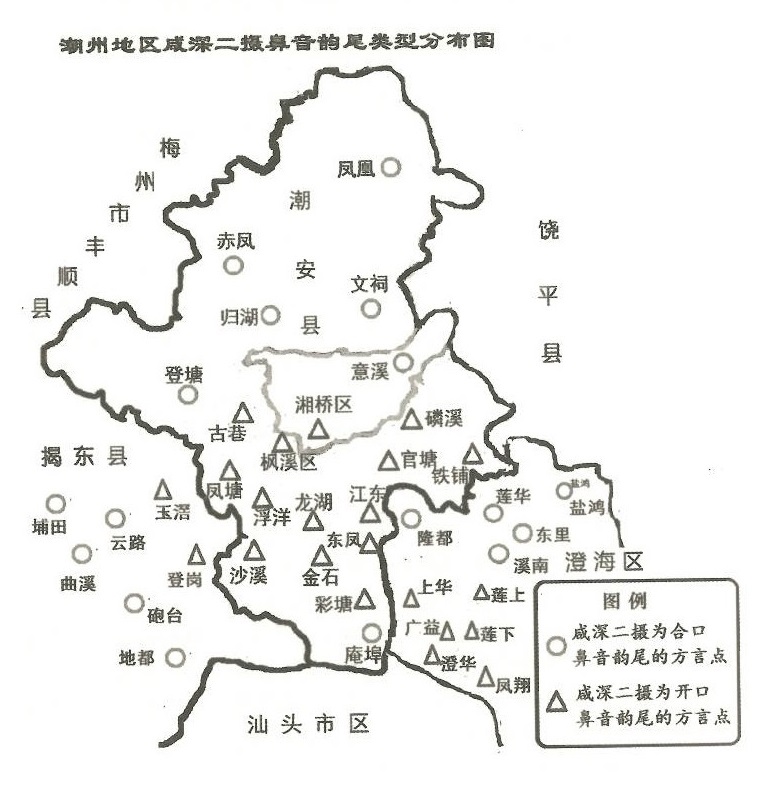 潮州地区咸深二摄鼻音韵尾类型分布图
梅州市丰顺县
凤凰
潮安县
饶平县
赤凤
文祠
归湖
意溪
登塘
湘桥区
古巷
磷溪
枫溪区
官塘
铁铺
揭东县
凤塘
玉滘
浮洋
龙湖
江东
莲华
盐鸿
盐鸿
埔田
云路
东凤
隆都
东里
曲溪
登岗
沙溪
金石
溪南
澄海区
砲台
彩塘
上华
莲上
广益
莲下
地都
庵埠
澄华
凤翔
汕头市区
图例
咸深二摄为合口
鼻音韵尾的方言点
咸深二摄为开口
鼻音韵尾的方言点